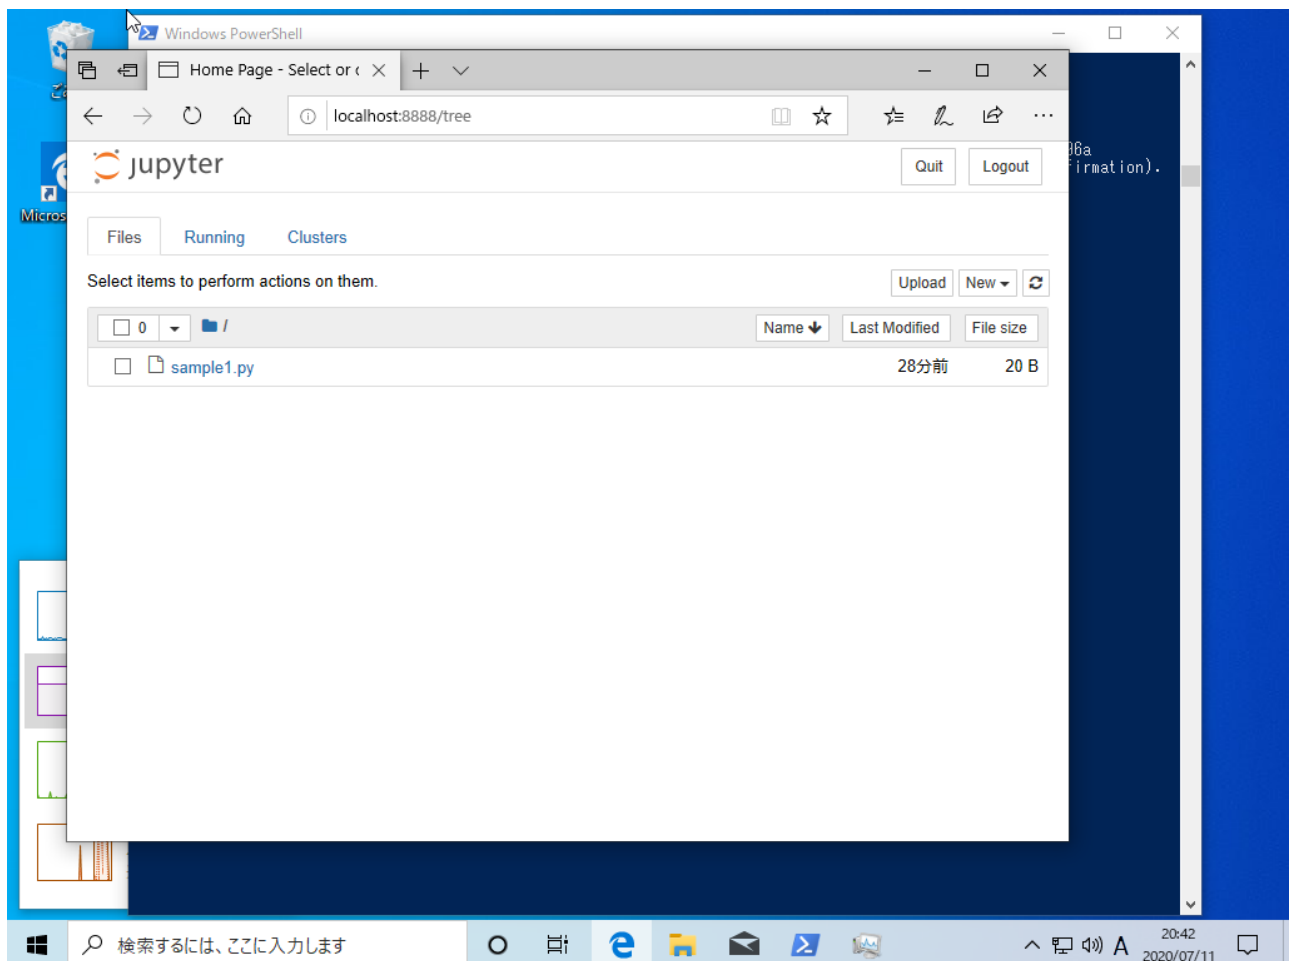 Windows PowerShell
Home Page - Select or c
localhost:8888/tree
jupyter
Quit
Logout
06a
firmation).
Micros
Files
Running
Clusters
Select items to perform actions on them.
Upload
New
0
/
Name
Last Modified
File size
sample1.py
28分前
20 B
検索するには、ここに入力します
A
20:42
2020/07/11